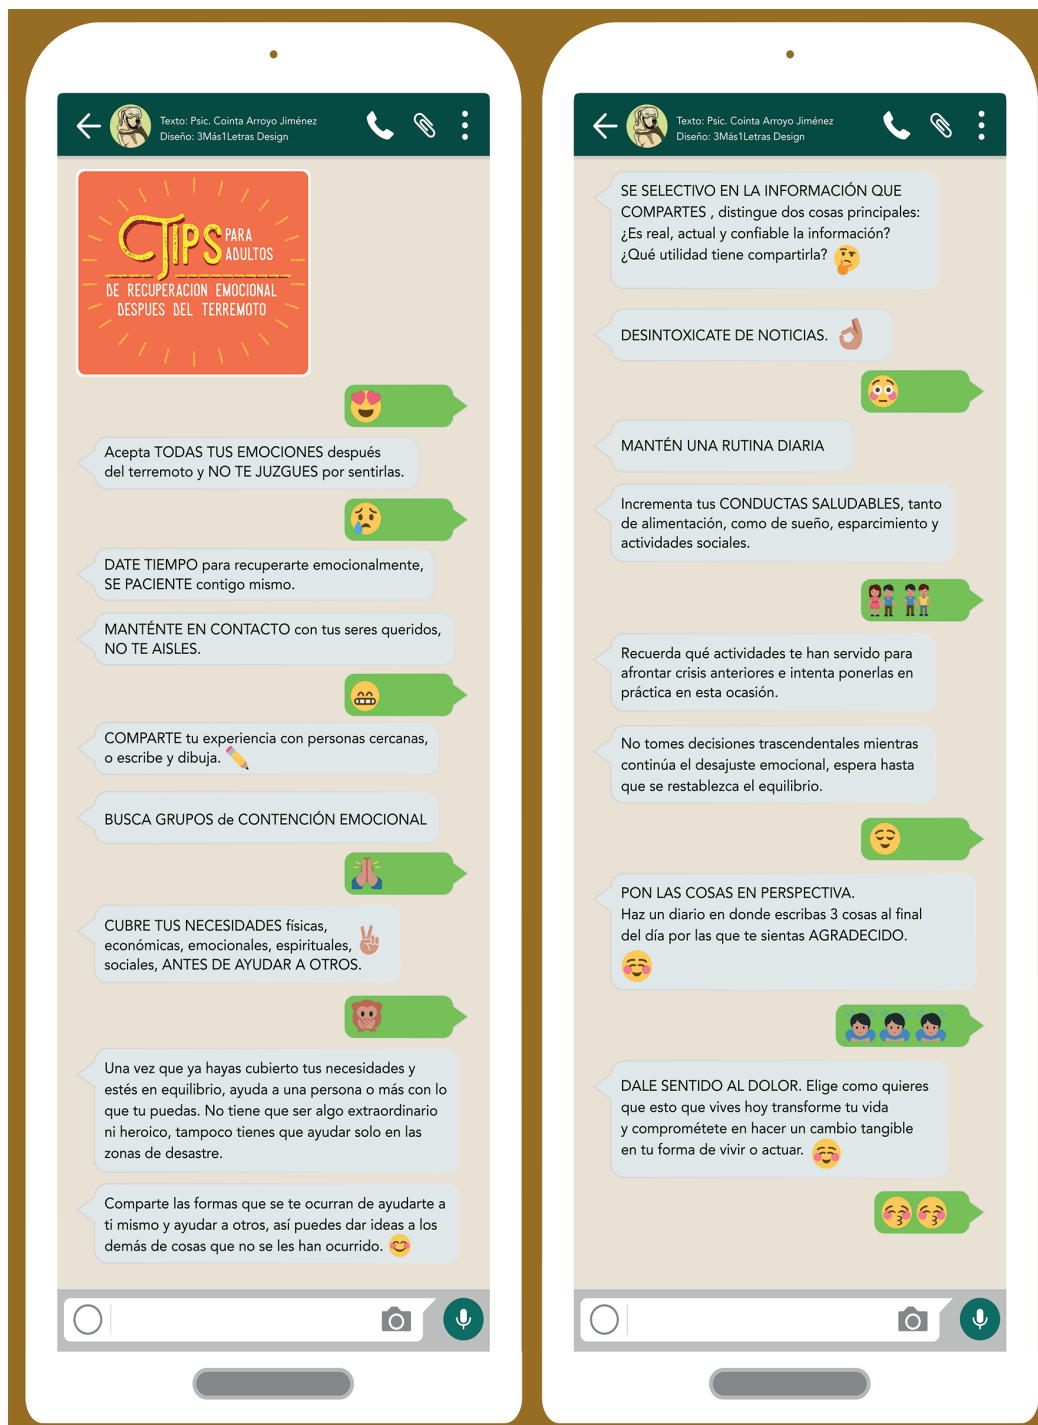 Texto: Psic. Cointa Arroyo Jiménez
Diseño: 3Más1Letras Design
TIPS PARA
ADULTOS
DE RECUPERACION EMOCIONAL
DESPUES DEL TERREMOTO
Acepta TODAS TUS EMOCIONES después
del terremoto y NO TE JUZGUES por sentirlas.
DATE TIEMPO para recuperarte emocionalmente,
SE PACIENTE contigo mismo.
MANTÉNTE EN CONTACTO con tus seres queridos,
NO TE AISLES.
COMPARTE tu experiencia con personas cercanas,
o escribe y dibuja.
BUSCA GRUPOS de CONTENCIÓN EMOCIONAL
CUBRE TUS NECESIDADES físicas,
económicas, emocionales, espirituales,
sociales, ANTES DE AYUDAR A OTROS.
Una vez que ya hayas cubierto tus necesidades y
estés en equilibrio, ayuda a una persona o más con lo
que tu puedas. No tiene que ser algo extraordinario
ni heroico, tampoco tienes que ayudar solo en las
zonas de desastre.
Comparte las formas que se te ocurran de ayudarte a
ti mismo y ayudar a otros, así puedes dar ideas a los
demás de cosas que no se les han ocurrido.
Texto: Psic. Cointa Arroyo Jiménez
Diseño: 3Más1Letras Design
SE SELECTIVO EN LA INFORMACIÓN QUE
COMPARTES , distingue dos cosas principales:
¿Es real, actual y confiable la información?
¿Qué utilidad tiene compartirla?
DESINTOXICATE DE NOTICIAS.
MANTÉN UNA RUTINA DIARIA
Incrementa tus CONDUCTAS SALUDABLES, tanto
de alimentación, como de sueño, esparcimiento y
actividades sociales.
Recuerda qué actividades te han servido para
afrontar crisis anteriores e intenta ponerlas en
práctica en esta ocasión.
No tomes decisiones trascendentales mientras
continúa el desajuste emocional, espera hasta
que se restablezca el equilibrio.
PON LAS COSAS EN PERSPECTIVA.
Haz un diario en donde escribas 3 cosas al final
del día por las que te sientas AGRADECIDO.
DALE SENTIDO AL DOLOR. Elige como quieres
que esto que vives hoy transforme tu vida
y comprométete en hacer un cambio tangible
en tu forma de vivir o actuar.